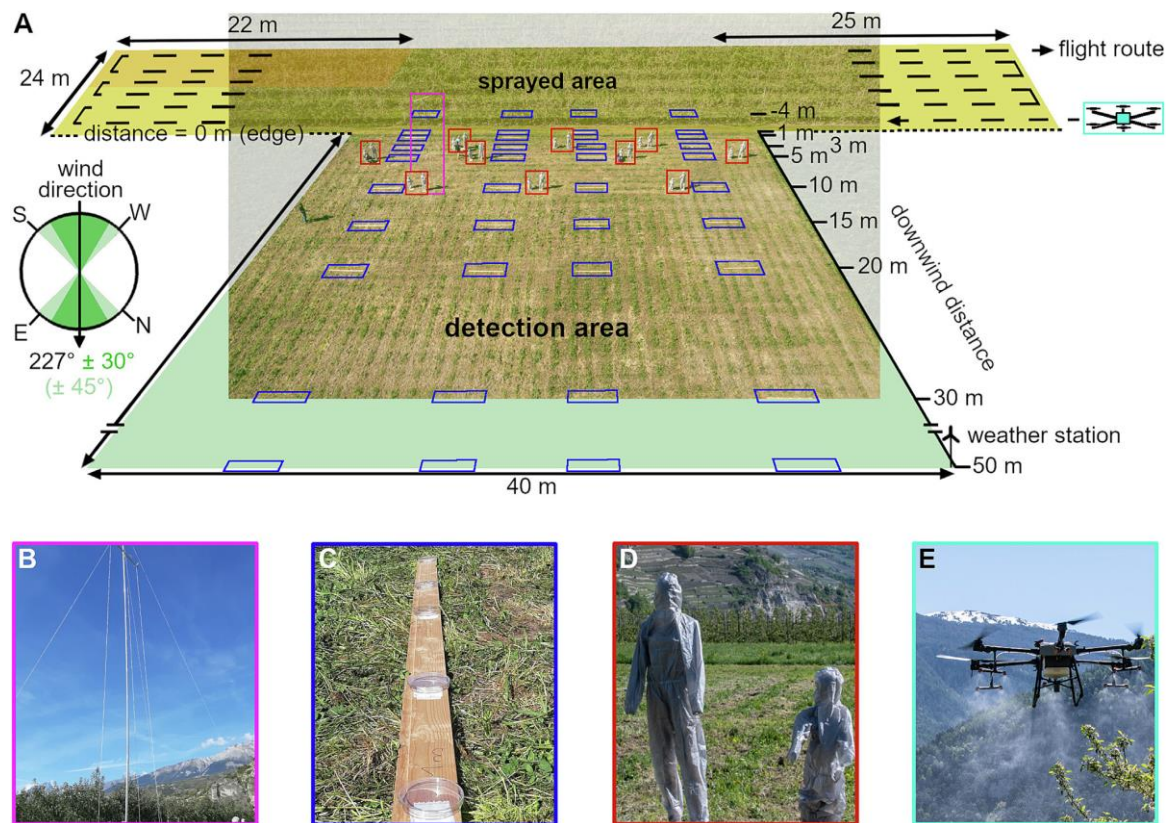 A
22 m
25 m
24 m
sprayed area
flight route
distance = 0 m (edge)
-4 m
1 m
3 m
5 m
10 m
15 m
20 m
30 m
50 m
downwind distance
wind
direction
S
W
E
N
227° ± 30°
(± 45°)
detection area
weather station
40 m
B
C
D
E